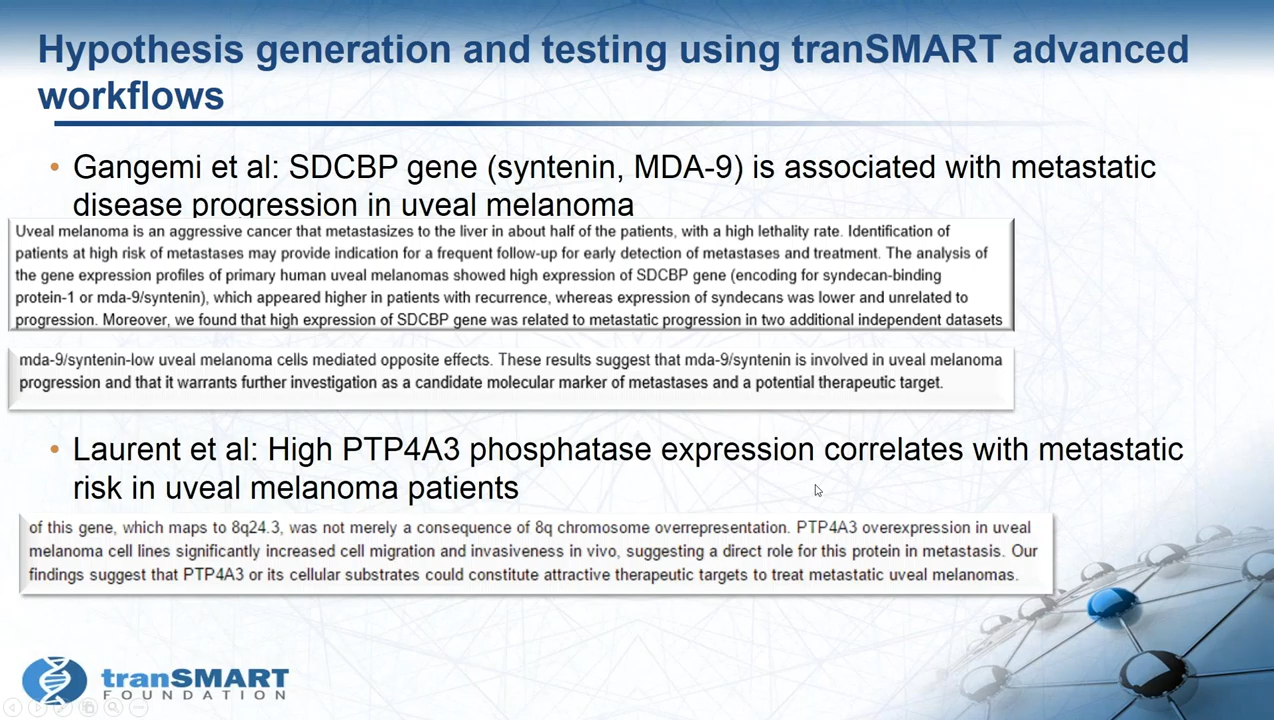 Hypothesis generation and testing using tranSMART advanced
workflows
• Gangemi et al: SDCBP gene (syntenin, MDA-9) is associated with metastatic
disease progression in uveal melanoma
Uveal melanoma is an aggressive cancer that metastasizes to the liver in about half of the patients, with a high lethality rate. Identification of
patients at high risk of metastases may provide indication for a frequent follow-up for early detection of metastases and treatment. The analysis of
the gene expression profiles of primary human uveal melanomas showed high expression of SDCBP gene (encoding for syndecan-binding
protein-1 or mda-9/syntenin), which appeared higher in patients with recurrence, whereas expression of syndecans was lower and unrelated to
progression. Moreover, we found that high expression of SDCBP gene was related to metastatic progression in two additional independent datasets
mda-9/syntenin-low uveal melanoma cells mediated opposite effects. These results suggest that mda-9/syntenin is involved in uveal melanoma
progression and that it warrants further investigation as a candidate molecular marker of metastases and a potential therapeutic target.
• Laurent et al: High PTP4A3 phosphatase expression correlates with metastatic
risk in uveal melanoma patients
of this gene, which maps to 8q24.3, was not merely a consequence of 8q chromosome overrepresentation. PTP4A3 overexpression in uveal
melanoma cell lines significantly increased cell migration and invasiveness in vivo, suggesting a direct role for this protein in metastasis. Our
findings suggest that PTP4A3 or its cellular substrates could constitute attractive therapeutic targets to treat metastatic uveal melanomas.
tranSMART
FOUNDATION